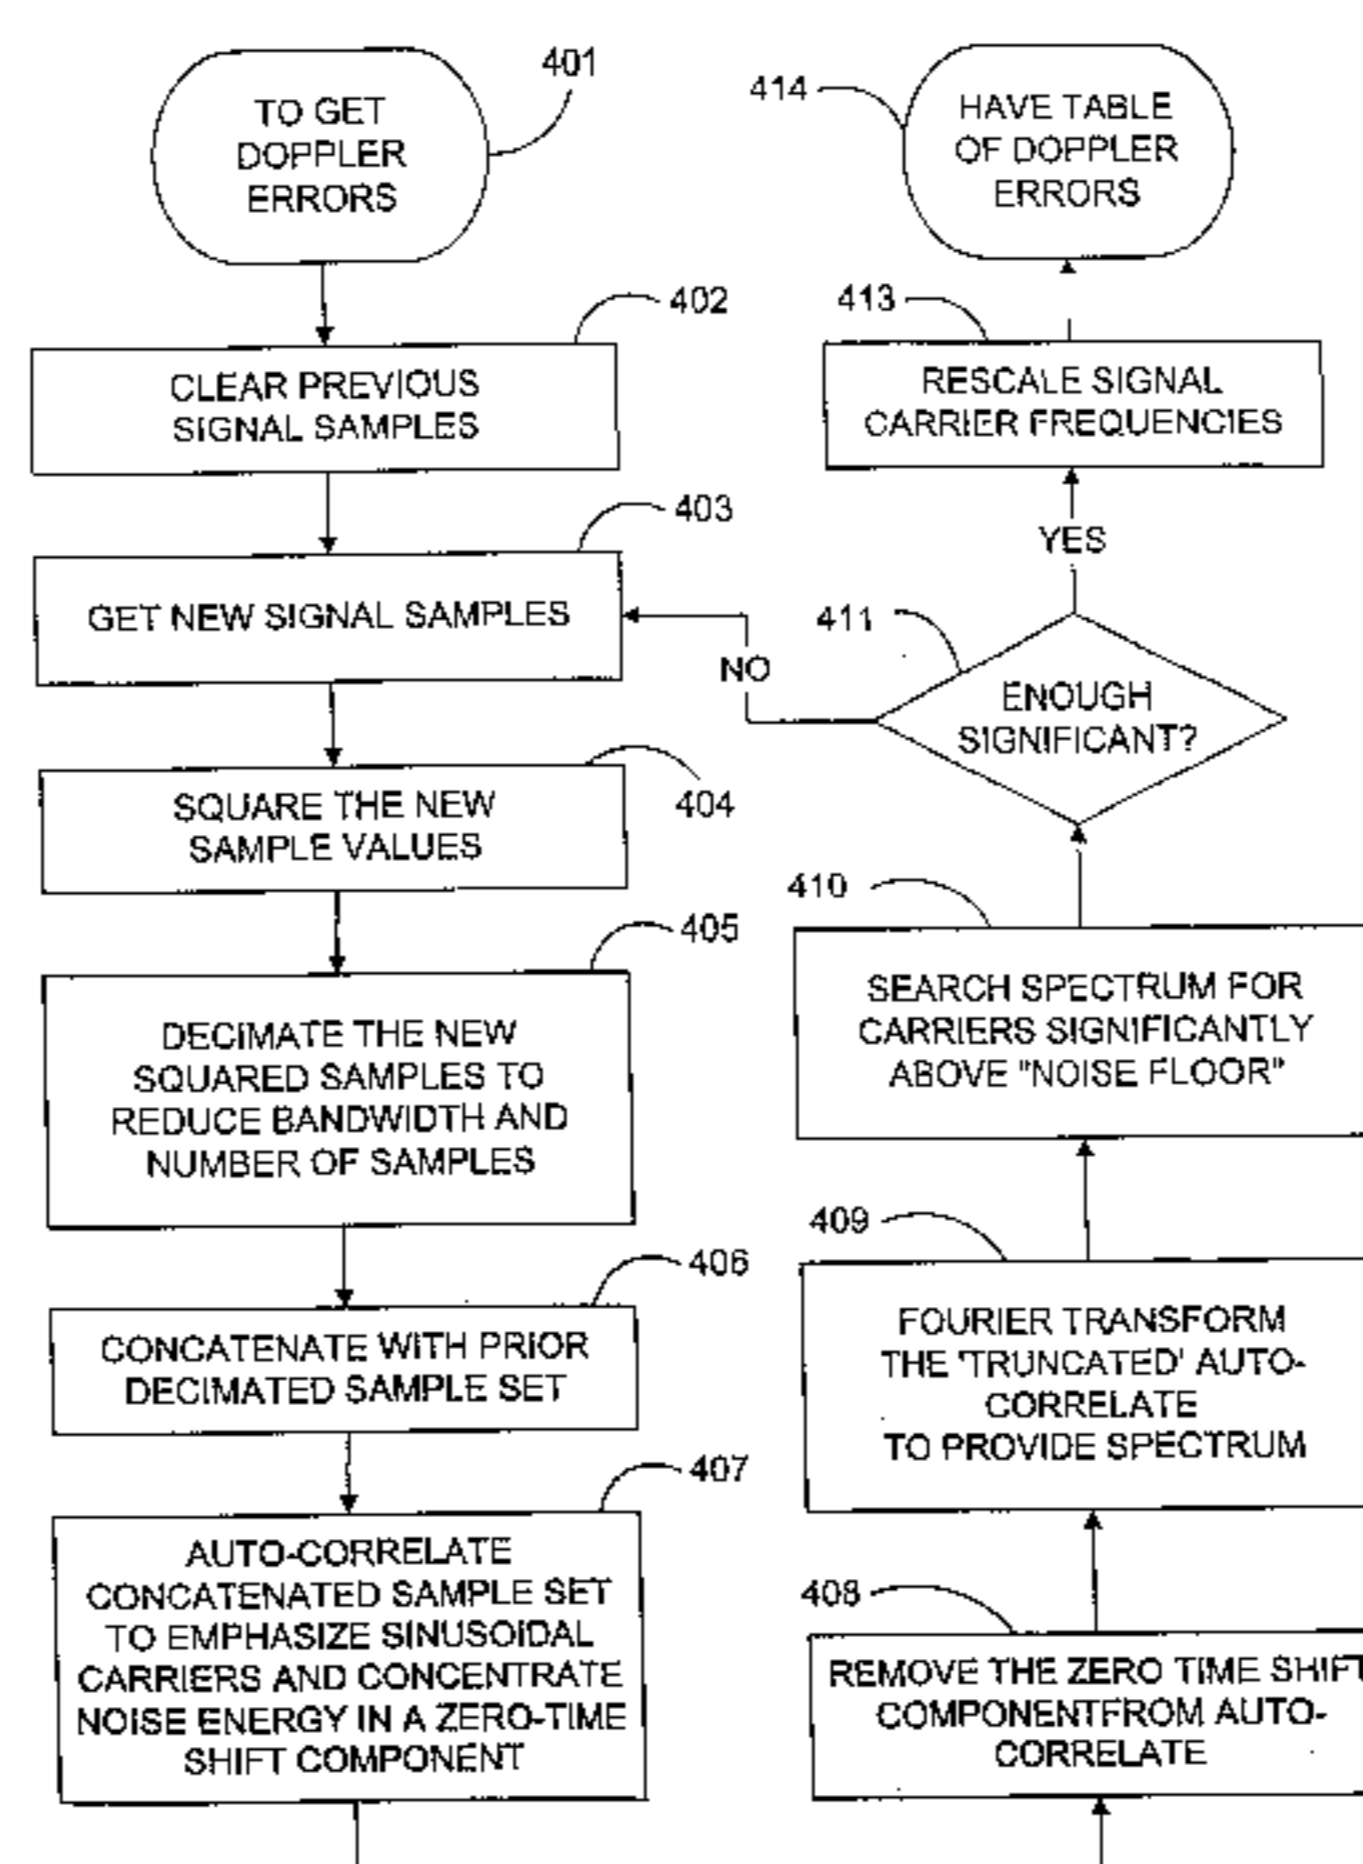 401
TO GET
DOPPLER
ERRORS
402
CLEAR PREVIOUS
SIGNAL SAMPLES
403
GET NEW SIGNAL SAMPLES
404
SQUARE THE NEW
SAMPLE VALUES
405
DECIMATE THE NEW
SQUARED SAMPLES TO
REDUCE BANDWIDTH AND
NUMBER OF SAMPLES
406
CONCATENATE WITH PRIOR
DECIMATED SAMPLE SET
407
AUTO-CORRELATE
CONCATENATED SAMPLE SET
TO EMPHASIZE SINUSOIDAL
CARRIERS AND CONCENTRATE
NOISE ENERGY IN A ZERO-TIME
SHIFT COMPONENT
414
HAVE TABLE
OF DOPPLER
ERRORS
413
RESCALE SIGNAL
CARRIER FREQUENCIES
YES
411
NO
ENOUGH
SIGNIFICANT?
410
SEARCH SPECTRUM FOR
CARRIERS SIGNIFICANTLY
ABOVE "NOISE FLOOR"
409
FOURIER TRANSFORM
THE 'TRUNCATED' AUTO-
CORRELATE
TO PROVIDE SPECTRUM
408
REMOVE THE ZERO TIME SHIFT
COMPONENTFROM AUTO-
CORRELATE